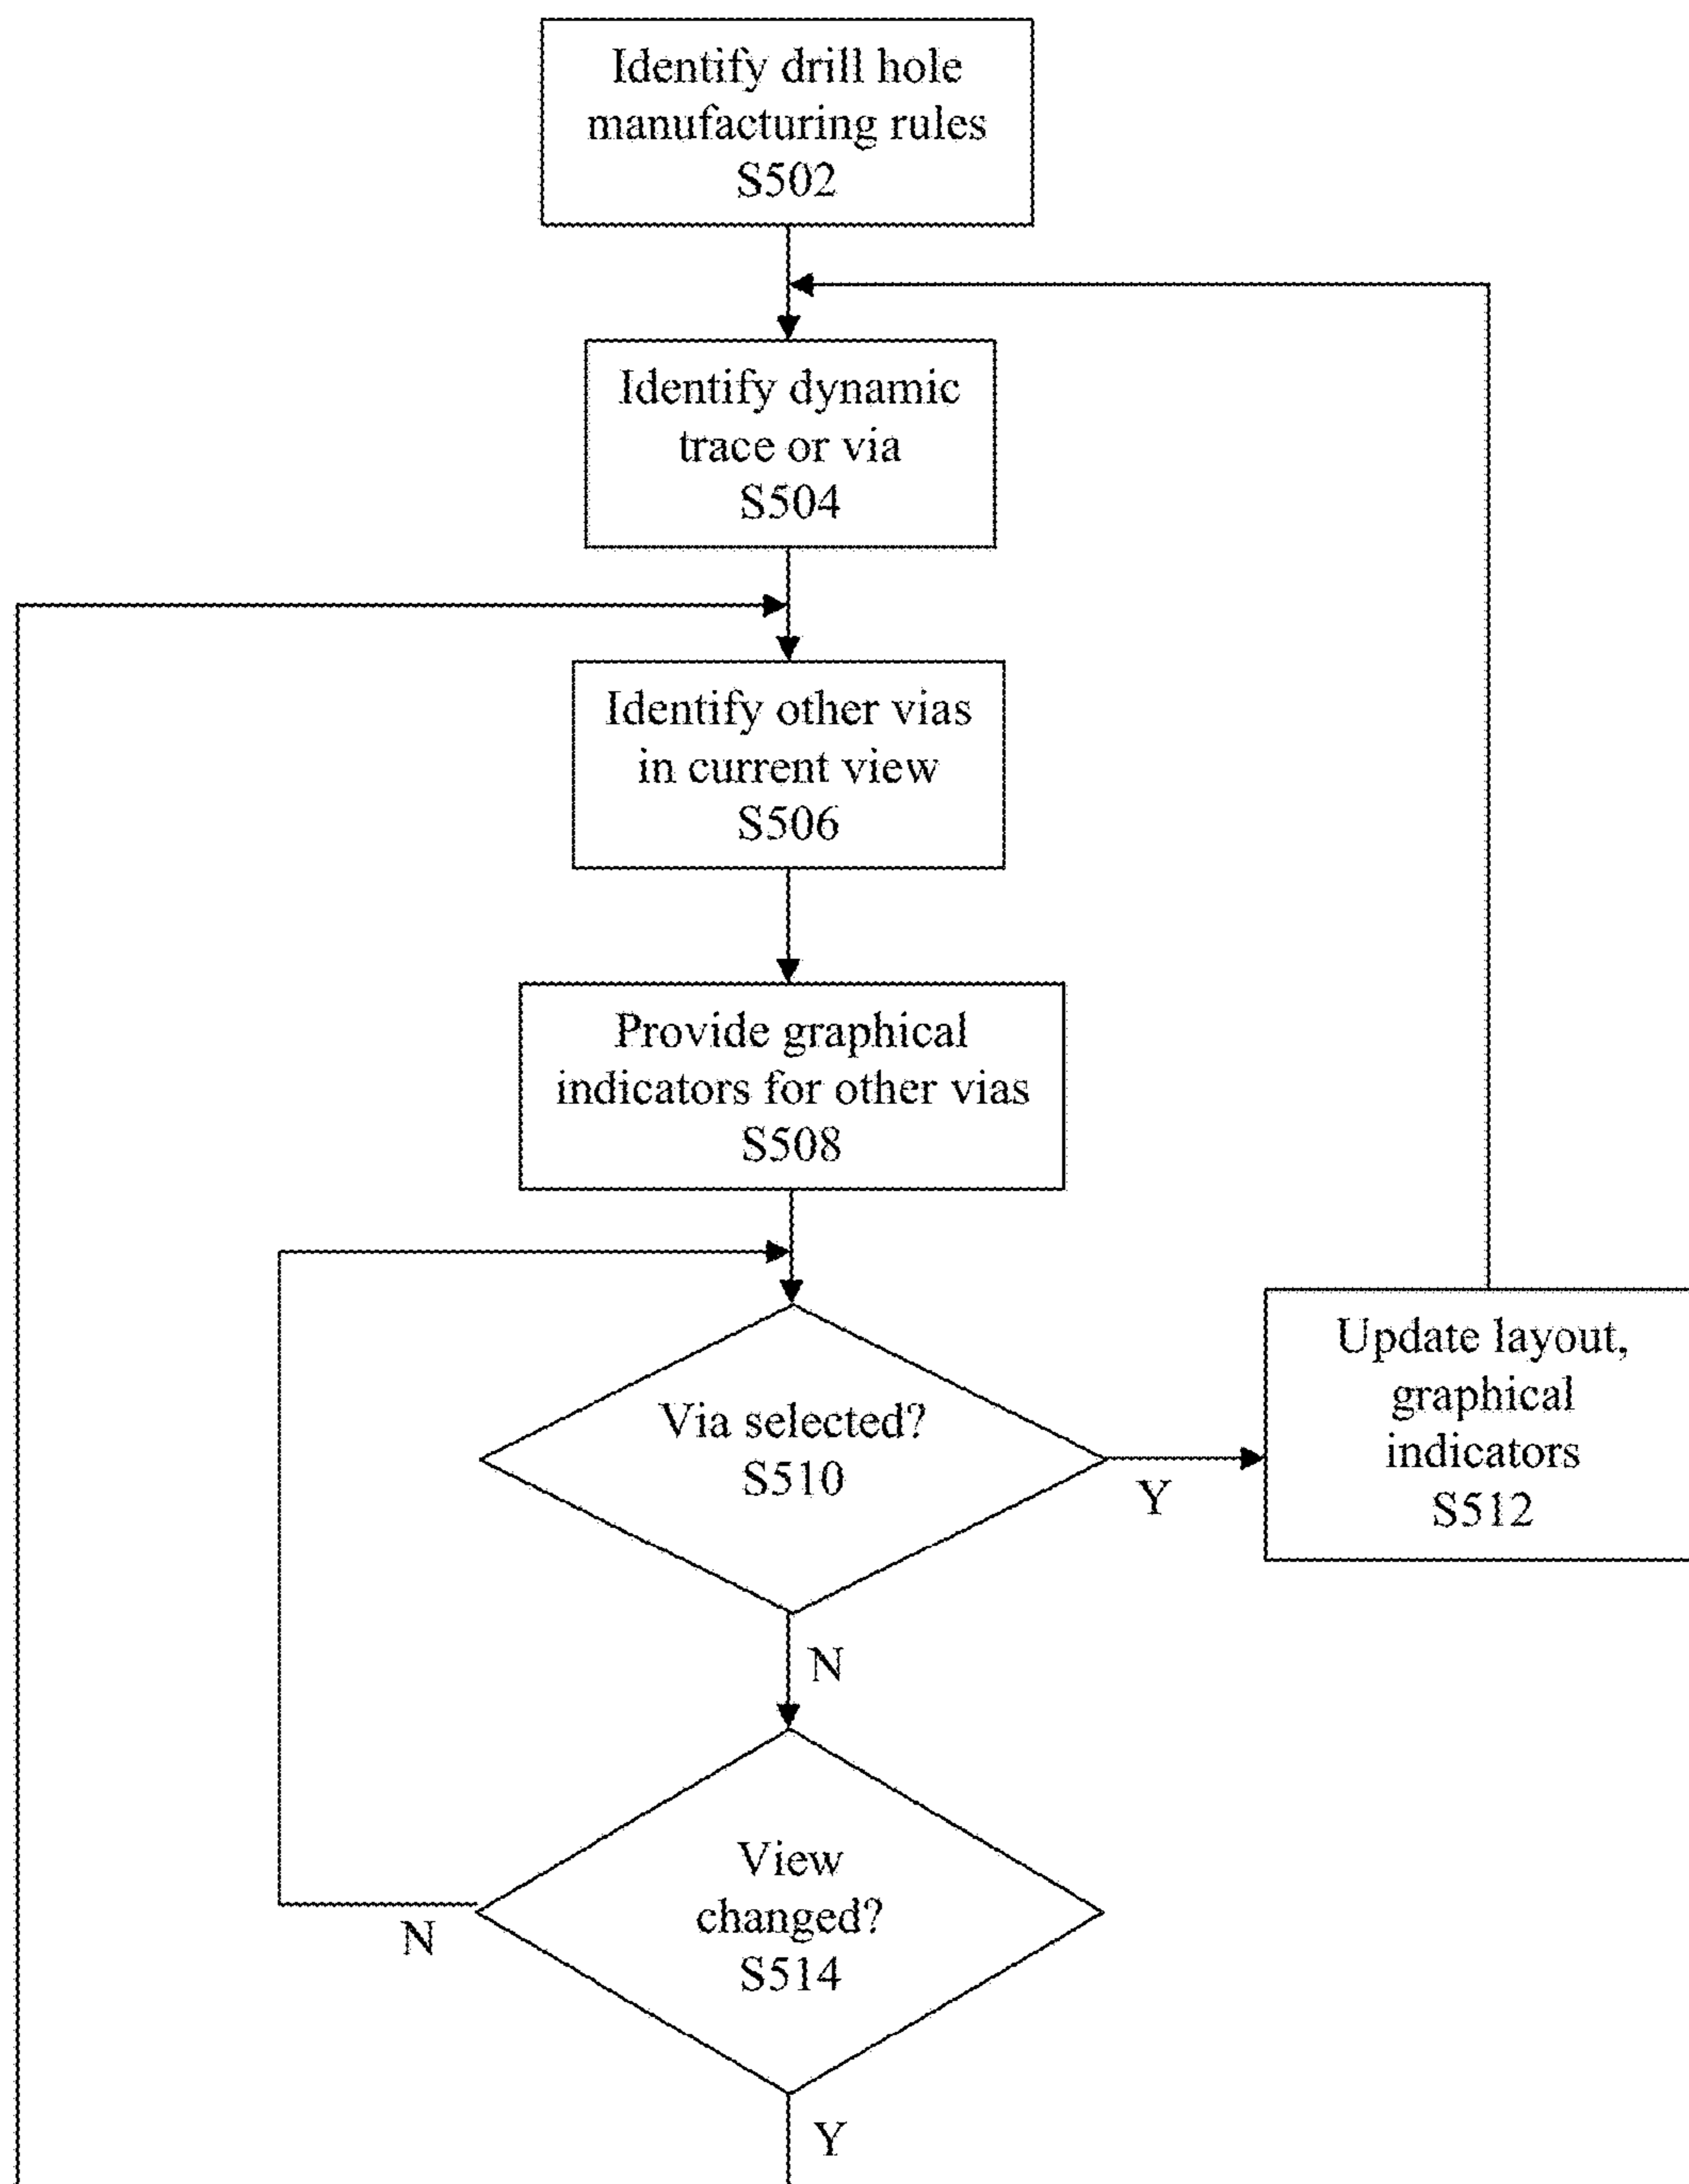 Identify drill hole
manufacturing rules
S502
Identify dynamic
trace or via
S504
Identify other vias
in current view
S506
Provide graphical
indicators for other vias
S508
Via selected?
S510
Y
Update layout,
graphical
indicators
S512
N
View
changed?
S514
N
Y